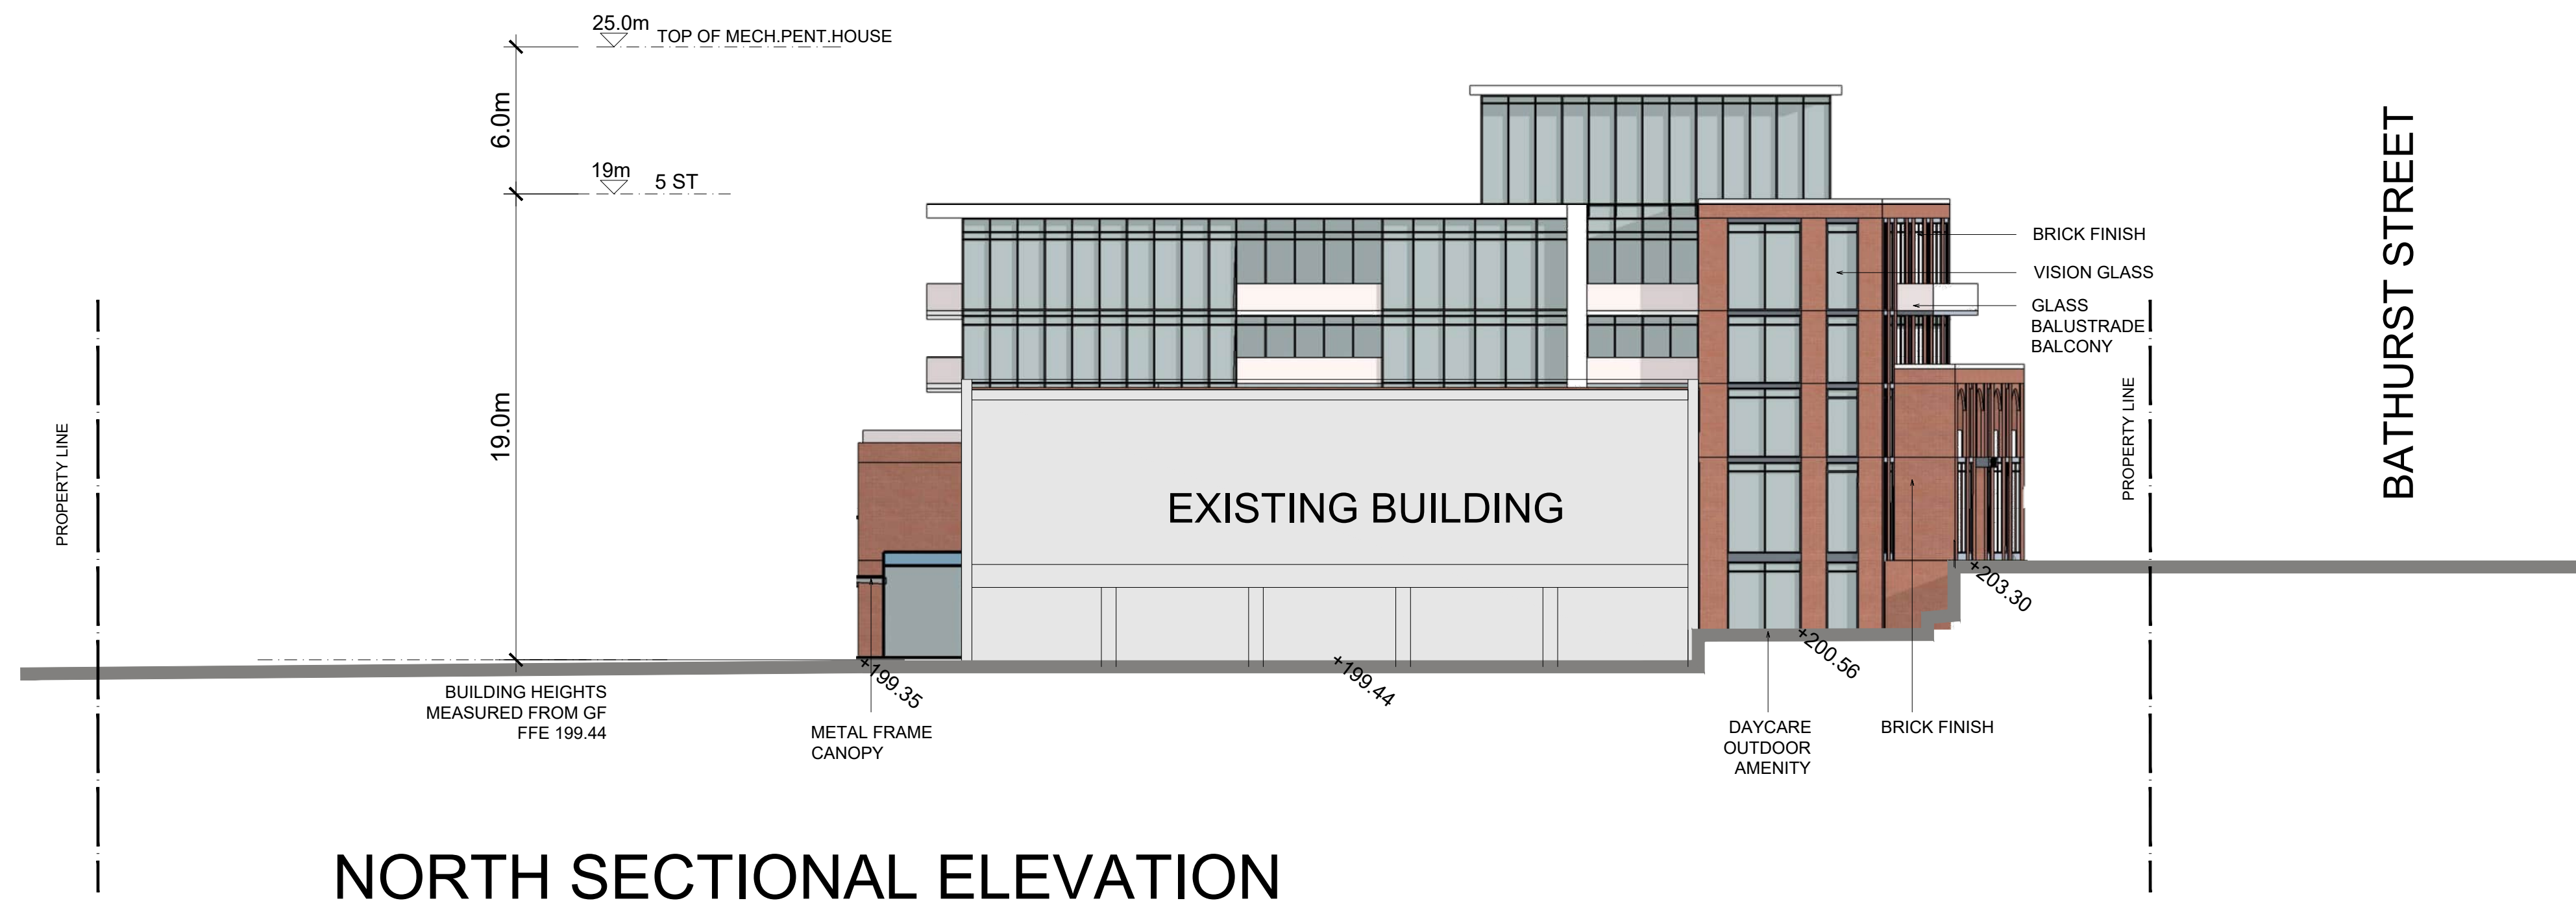 25.0m
TOP OF MECH.PENT.HOUSE
6.0m
19m
5 ST
19.0m
PROPERTY LINE
BRICK FINISH
VISION GLASS
GLASS
BALUSTRADE
BALCONY
PROPERTY LINE
BATHURST STREET
EXISTING BUILDING
+203.30
+200.56
+199.35
+199.44
BUILDING HEIGHTS
MEASURED FROM GF
FFE 199.44
METAL FRAME
CANOPY
DAYCARE
OUTDOOR
AMENITY
BRICK FINISH
NORTH SECTIONAL ELEVATION